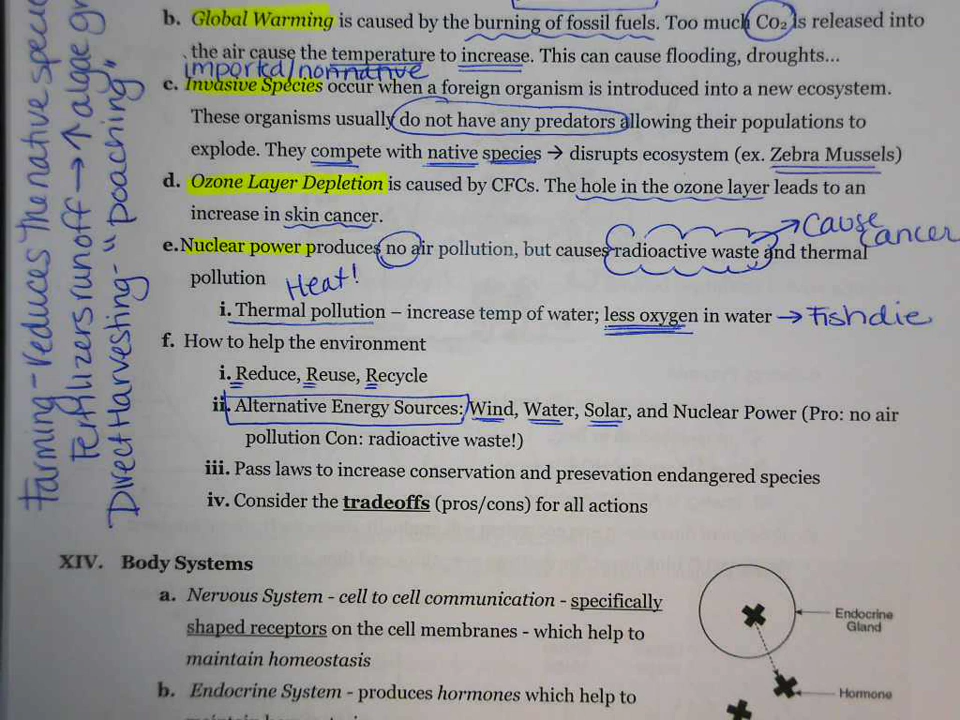 b. Global Warming is caused by the burning of fossil fuels. Too much Co2 is released into
the air cause the temperature to increase. This can cause flooding, droughts...
imported/nonnative
c. Invasive Species occur when a foreign organism is introduced into a new ecosystem.
These organisms usually do not have any predators allowing their populations to
explode. They compete with native species → disrupts ecosystem (ex. Zebra Mussels)
d. Ozone Layer Depletion is caused by CFCs. The hole in the ozone layer leads to an
increase in skin cancer.
e. Nuclear power produces no air pollution, but causes radioactive waste and thermal
→ Cause cancer
pollution Heat!
i. Thermal pollution – increase temp of water; less oxygen in water → Fish die
f. How to help the environment
i. Reduce, Reuse, Recycle
ii. Alternative Energy Sources: Wind, Water, Solar, and Nuclear Power (Pro: no air
pollution Con: radioactive waste!)
iii. Pass laws to increase conservation and presevation endangered species
iv. Consider the tradeoffs (pros/cons) for all actions
Farming - reduces the native
Fertilizers runoff → ↑ algae
Direct Harvesting - "poaching"
XIV. Body Systems
a. Nervous System - cell to cell communication - specifically
shaped receptors on the cell membranes - which help to
maintain homeostasis
b. Endocrine System - produces hormones which help to
Endocrine
Gland
Hormone